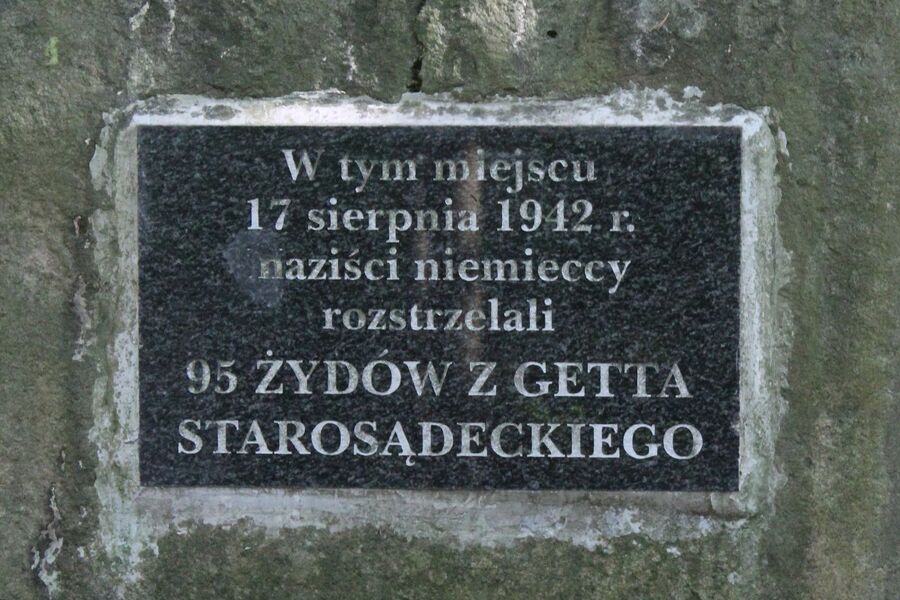 W tym miejscu
17 sierpnia 1942 r.
naziści niemieccy
rozstrzelali
95 ŻYDÓW Z GETTA
STAROSĄDECKIEGO